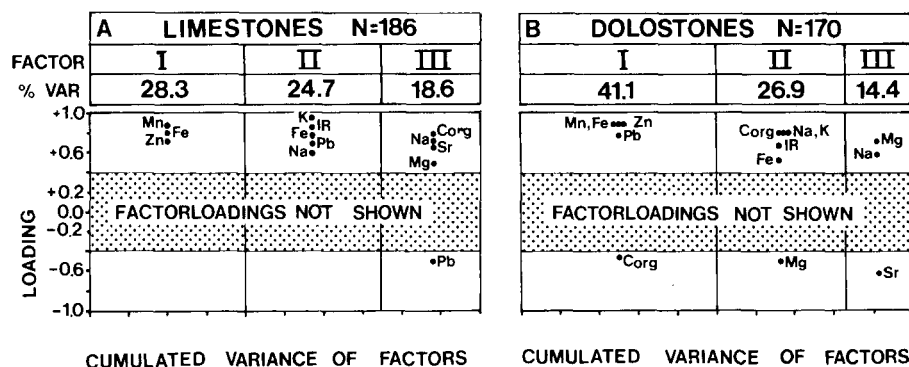 A LIMESTONES N=186
FACTOR I II III
% VAR 28.3 24.7 18.6
+1.0
+0.6
+0.2
0.0
-0.2
-0.6
-1.0
LOADING
Mn
Fe
Zn
K
IR
Fe
Pb
Na
Corg
Na
Sr
Mg
FACTORLOADINGS NOT SHOWN
Pb
CUMULATED VARIANCE OF FACTORS
B DOLOSTONES N=170
I II III
41.1 26.9 14.4
Mn, Fe Zn
Pb
Corg Na, K
IR
Fe
Mg
Na
FACTORLOADINGS NOT SHOWN
Corg
Mg
Sr
CUMULATED VARIANCE OF FACTORS